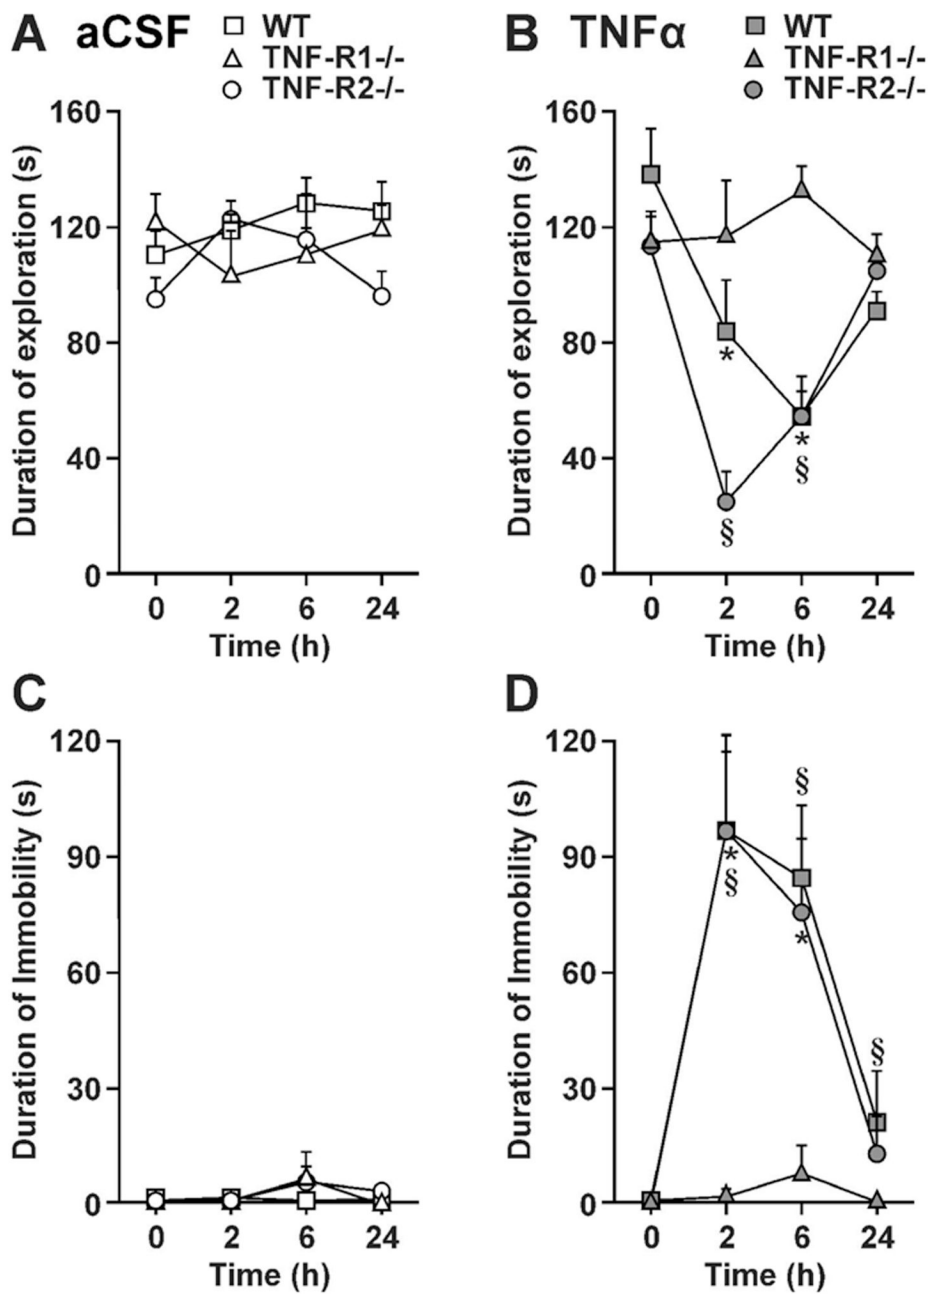 A aCSF
WT
TNF-R1-/-
TNF-R2-/-
160
120
80
40
0
Duration of exploration (s)
0 2 6 24
Time (h)
B TNFα
WT
TNF-R1-/-
TNF-R2-/-
160
120
80
40
0
Duration of exploration (s)
*
§
*
§
0 2 6 24
Time (h)
C
120
90
60
30
0
Duration of Immobility (s)
0 2 6 24
Time (h)
D
120
90
60
30
0
Duration of Immobility (s)
*
§
§
*
§
0 2 6 24
Time (h)